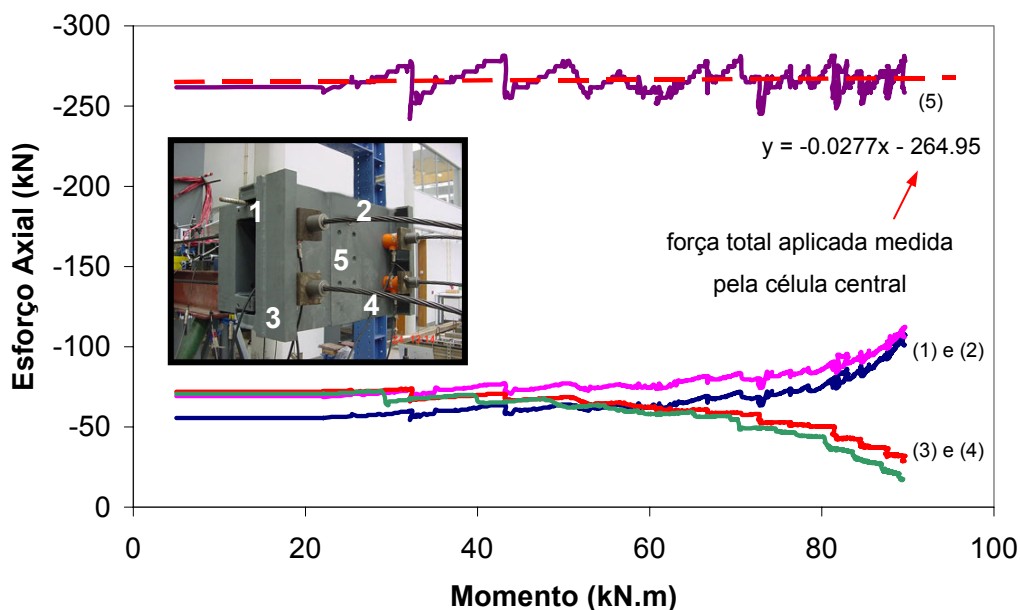 -300
-250
-200
-150
-100
-50
0
Esforço Axial (kN)
0 20 40 60 80 100
Momento (kN.m)
(5)
y = -0.0277x - 264.95
força total aplicada medida
pela célula central
(1) e (2)
(3) e (4)
1
2
5
3
4